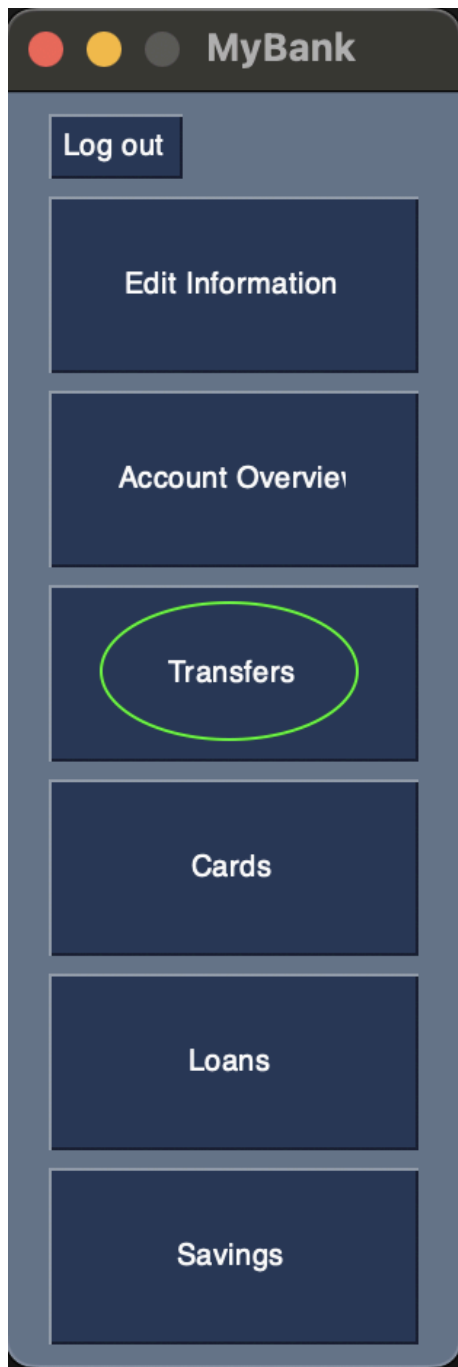 MyBank
Log out
Edit Information
Account Overvie
Transfers
Cards
Loans
Savings